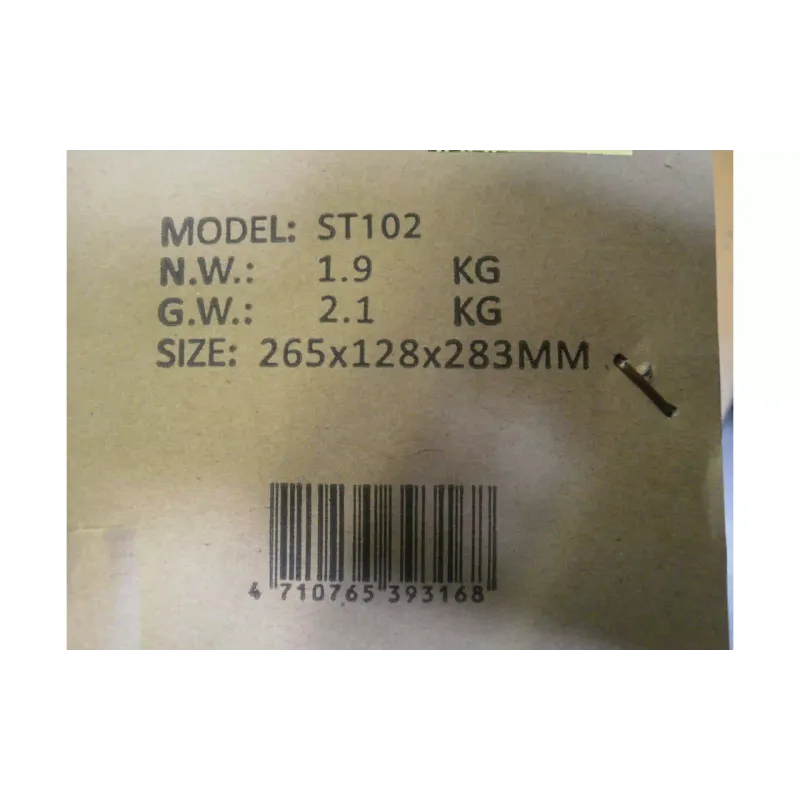 MODEL: ST102
N.W.: 1.9 KG
G.W.: 2.1 KG
SIZE: 265x128x283MM
4 710765 393168